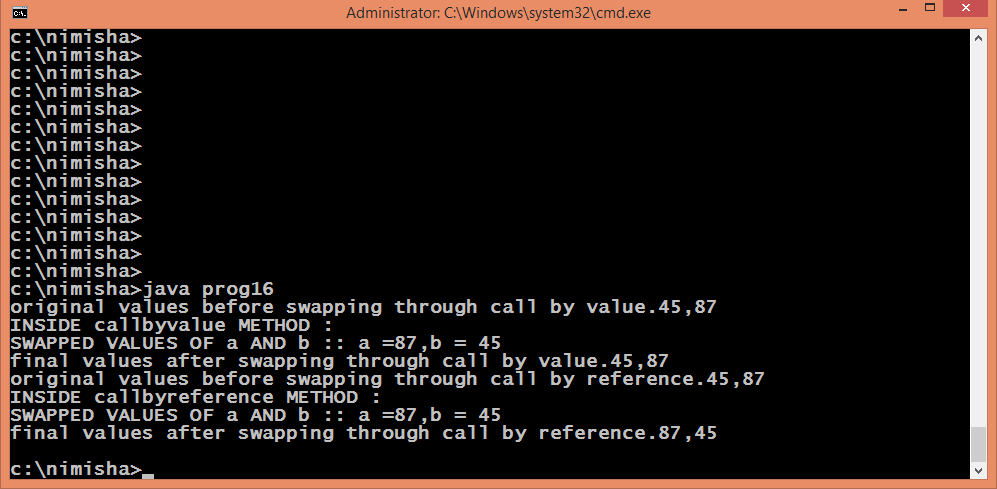 Administrator: C:\Windows\system32\cmd.exe
c:\nimisha>
c:\nimisha>
c:\nimisha>
c:\nimisha>
c:\nimisha>
c:\nimisha>
c:\nimisha>
c:\nimisha>
c:\nimisha>
c:\nimisha>
c:\nimisha>
c:\nimisha>
c:\nimisha>
c:\nimisha>
c:\nimisha>java prog16
original values before swapping through call by value.45,87
INSIDE callbyvalue METHOD :
SWAPPED VALUES OF a AND b :: a =87,b = 45
final values after swapping through call by value.45,87
original values before swapping through call by reference.45,87
INSIDE callbyreference METHOD :
SWAPPED VALUES OF a AND b :: a =87,b = 45
final values after swapping through call by reference.87,45
c:\nimisha>_